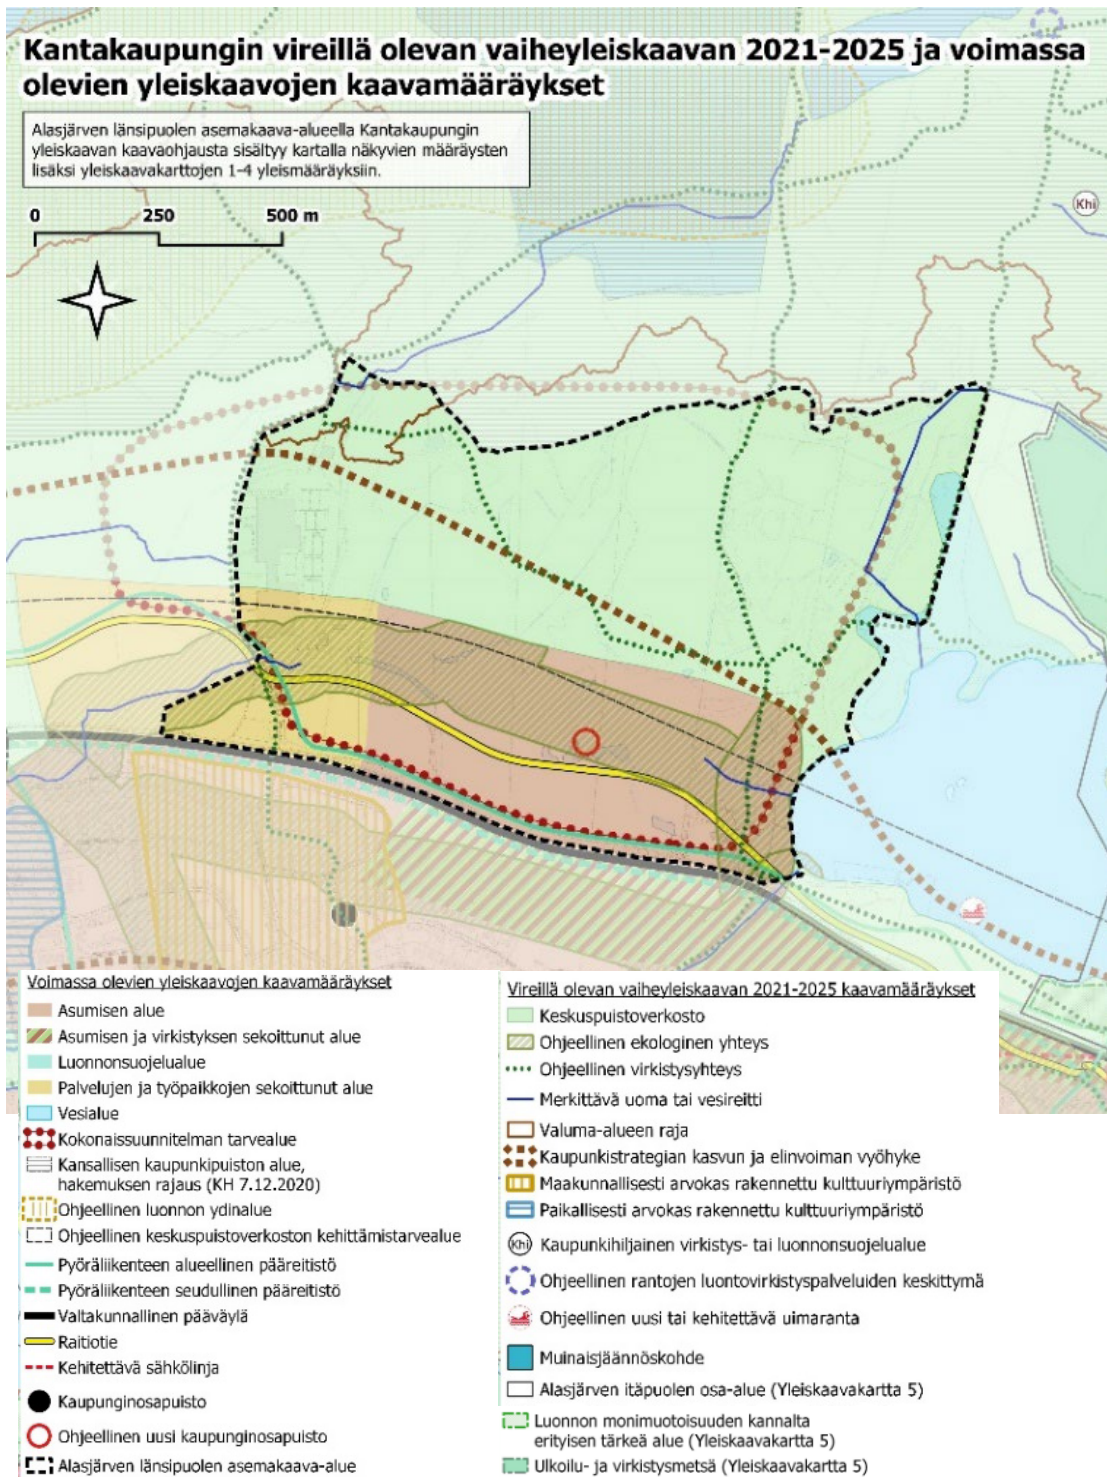 Kantakaupungin vireillä olevan vaiheyleiskaavan 2021-2025 ja voimassa
olevien yleiskaavojen kaavamääräykset
Alasjärven länsipuolen asemakaava-alueella Kantakaupungin
yleiskaavan kaavaohjausta sisältyy kartalla näkyvien määräysten
lisäksi yleiskaavakarttojen 1-4 yleismääräyksiin.
0 250 500 m
Khi
Voimassa olevien yleiskaavojen kaavamääräykset
Asumisen alue
Asumisen ja virkistyksen sekoittunut alue
Luonnonsuojelualue
Palvelujen ja työpaikkojen sekoittunut alue
Vesialue
Kokonaissuunnitelman tarvealue
Kansallisen kaupunkipuiston alue,
hakemuksen rajaus (KH 7.12.2020)
Ohjeellinen luonnon ydinalue
Ohjeellinen keskuspuistoverkoston kehittämistarvealue
Pyöräliikenteen alueellinen pääreitistö
Pyöräliikenteen seudullinen pääreitistö
Valtakunnallinen pääväylä
Raitiotie
Kehitettävä sähkölinja
Kaupunginosapuisto
Ohjeellinen uusi kaupunginosapuisto
Alasjärven länsipuolen asemakaava-alue
Vireillä olevan vaiheyleiskaavan 2021-2025 kaavamääräykset
Keskuspuistoverkosto
Ohjeellinen ekologinen yhteys
Ohjeellinen virkistysyhteys
Merkittävä uoma tai vesireitti
Valuma-alueen raja
Kaupunkistrategian kasvun ja elinvoiman vyöhyke
Maakunnallisesti arvokas rakennettu kulttuuriympäristö
Paikallisesti arvokas rakennettu kulttuuriympäristö
Khi Kaupunkihiljainen virkistys- tai luonnonsuojelualue
Ohjeellinen rantojen luontovirkistyspalveluiden keskittymä
Ohjeellinen uusi tai kehitettävä uimaranta
Muinaisjäännöskohde
Alasjärven itäpuolen osa-alue (Yleiskaavakartta 5)
Luonnon monimuotoisuuden kannalta
erityisen tärkeä alue (Yleiskaavakartta 5)
Ulkoilu- ja virkistysmetsä (Yleiskaavakartta 5)